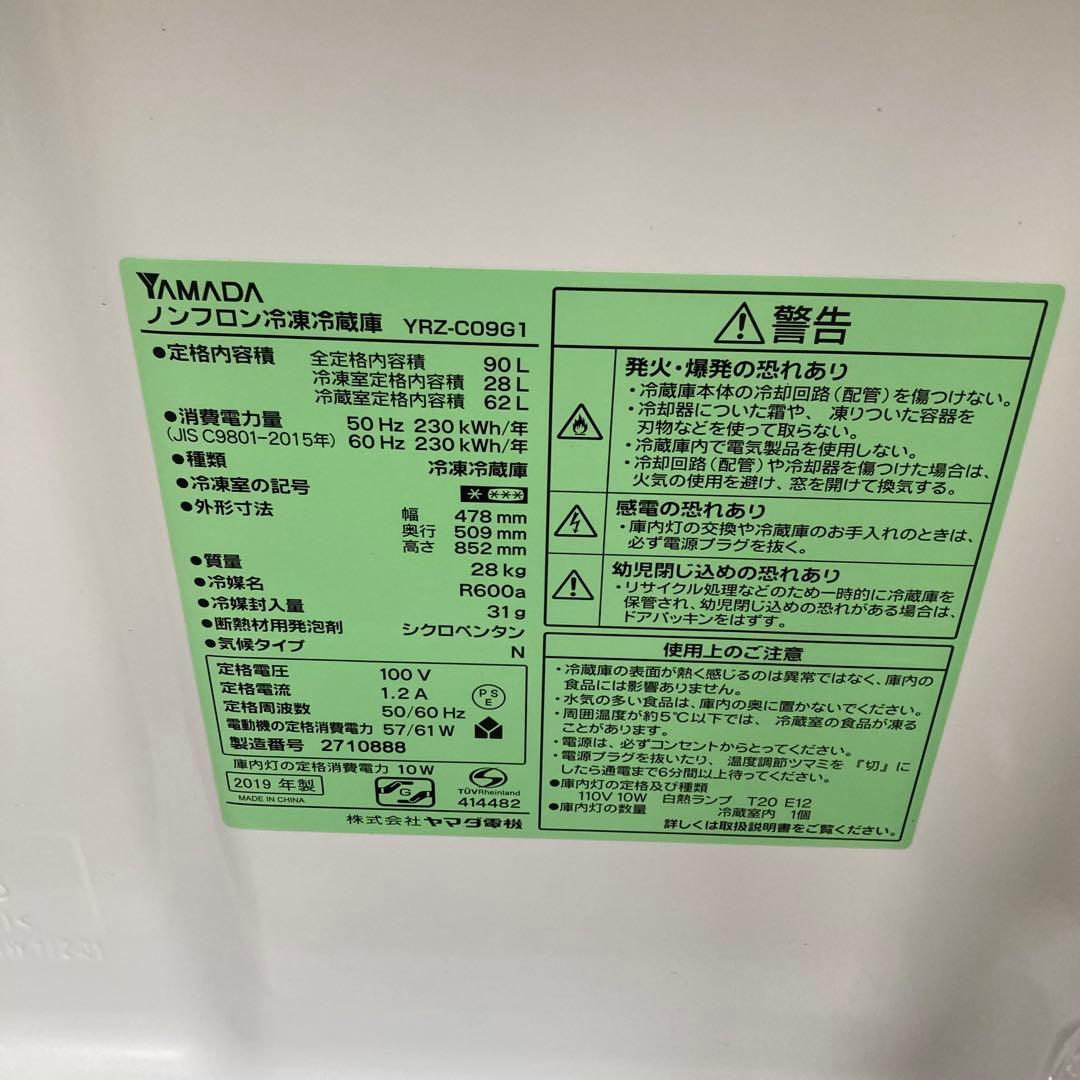 YAMADA
ノンフロン冷凍冷蔵庫 YRZ-C09G1
●定格内容積 全定格内容積 90 L
冷凍室定格内容積 28 L
冷蔵室定格内容積 62 L
●消費電力量 50 Hz 230 kWh/年
(JIS C9801-2015年) 60 Hz 230 kWh/年
●種類 冷凍冷蔵庫
●冷凍室の記号
●外形寸法 幅 478 mm
奥行 509 mm
高さ 852 mm
●質量 28 kg
●冷媒名 R600a
●冷媒封入量 31 g
●断熱材用発泡剤 シクロペンタン
●気候タイプ N
定格電圧 100 V
定格電流 1.2 A
定格周波数 50/60 Hz
電動機の定格消費電力 57/61 W
製造番号 2710888
PSE
庫内灯の定格消費電力 10W
2019 年製
MADE IN CHINA
G
TÜVRheinland
414482
株式会社ヤマダ電機
警告
発火・爆発の恐れあり
・冷蔵庫本体の冷却回路(配管)を傷つけない。
・冷却器についた霜や、凍りついた容器を
刃物などを使って取らない。
・冷蔵庫内で電気製品を使用しない。
・冷却回路(配管)や冷却器を傷つけた場合は、
火気の使用を避け、窓を開けて換気する。
感電の恐れあり
・庫内灯の交換や冷蔵庫のお手入れのときは、
必ず電源プラグを抜く。
幼児閉じ込めの恐れあり
・リサイクル処理などのため一時的に冷蔵庫を
保管され、幼児閉じ込めの恐れがある場合は、
ドアパッキンをはずす。
使用上のご注意
・冷蔵庫の表面が熱く感じるのは異常ではなく、庫内の
食品には影響ありません。
・水気の多い食品は、庫内の奥に置かないでください。
・周囲温度が約5℃以下では、冷蔵室の食品が凍る
ことがあります。
・電源は、必ずコンセントからとってください。
・電源プラグを抜いたり、温度調節ツマミを『切』に
したら通電まで6分間以上待ってください。
●庫内灯の定格及び種類
110V 10W 白熱ランプ T20 E12
●庫内灯の数量 冷蔵室内 1個
詳しくは取扱説明書をご覧ください。